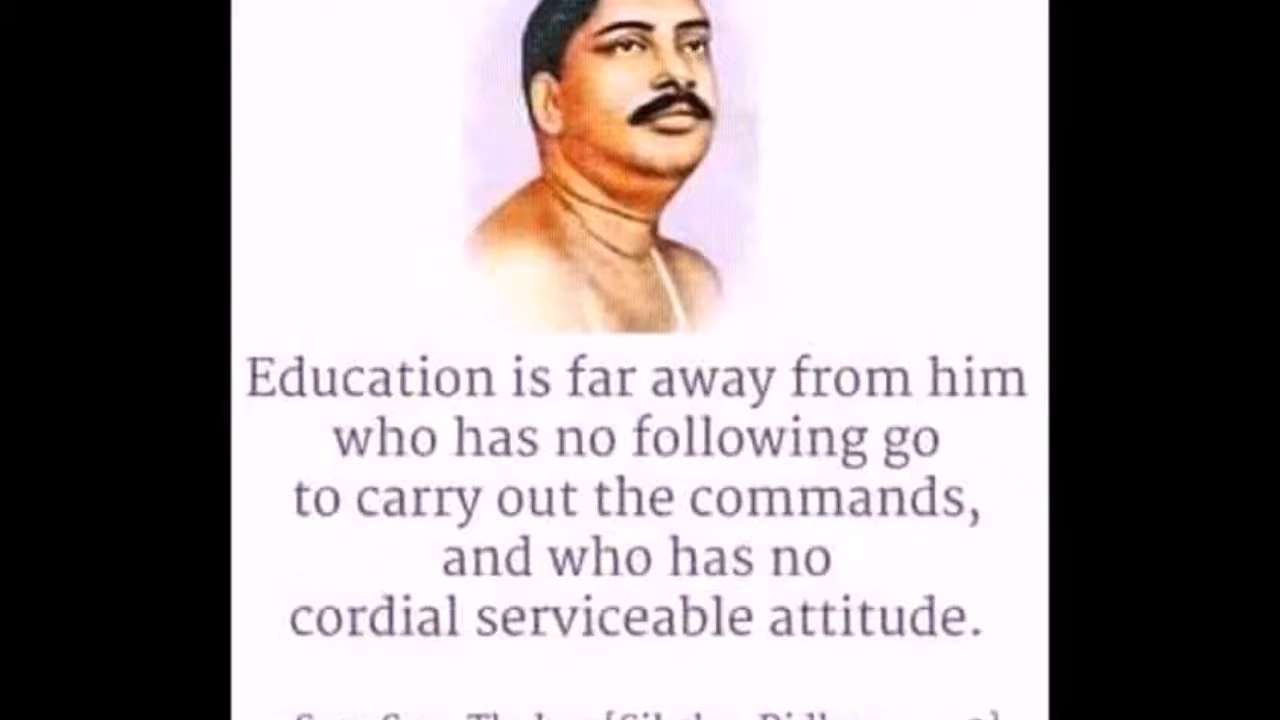 Education is far away from him
who has no following go
to carry out the commands,
and who has no
cordial serviceable attitude.